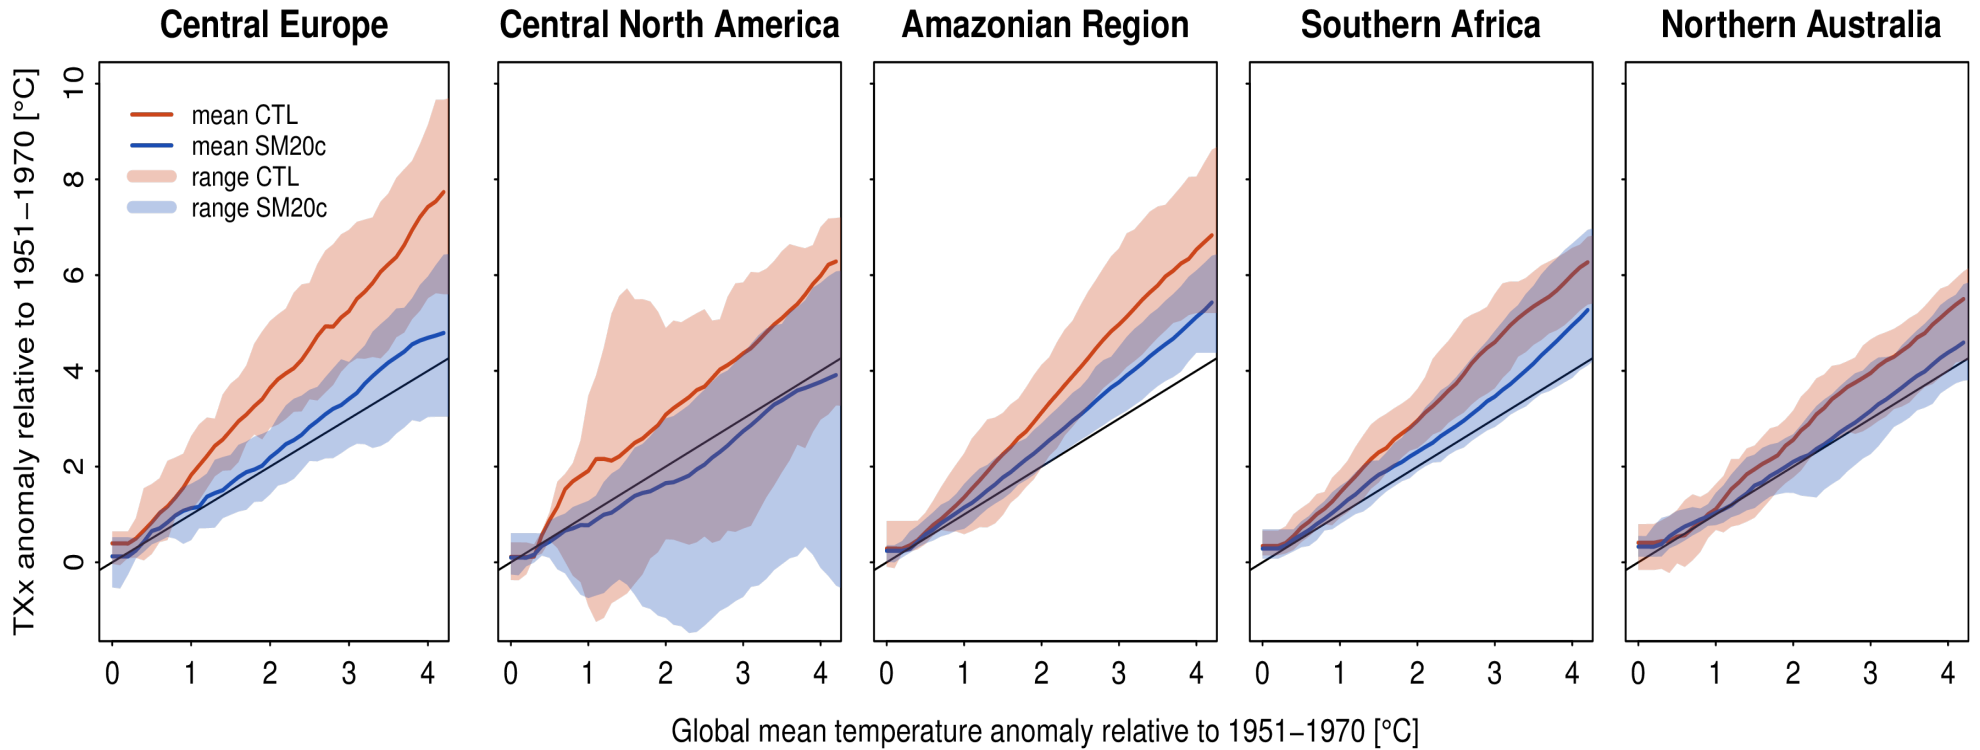 Central Europe
Central North America
Amazonian Region
Southern Africa
Northern Australia
TXx anomaly relative to 1951−1970 [°C]
10
8
6
4
2
0
mean CTL
mean SM20c
range CTL
range SM20c
0 1 2 3 4
0 1 2 3 4
0 1 2 3 4
0 1 2 3 4
0 1 2 3 4
Global mean temperature anomaly relative to 1951−1970 [°C]